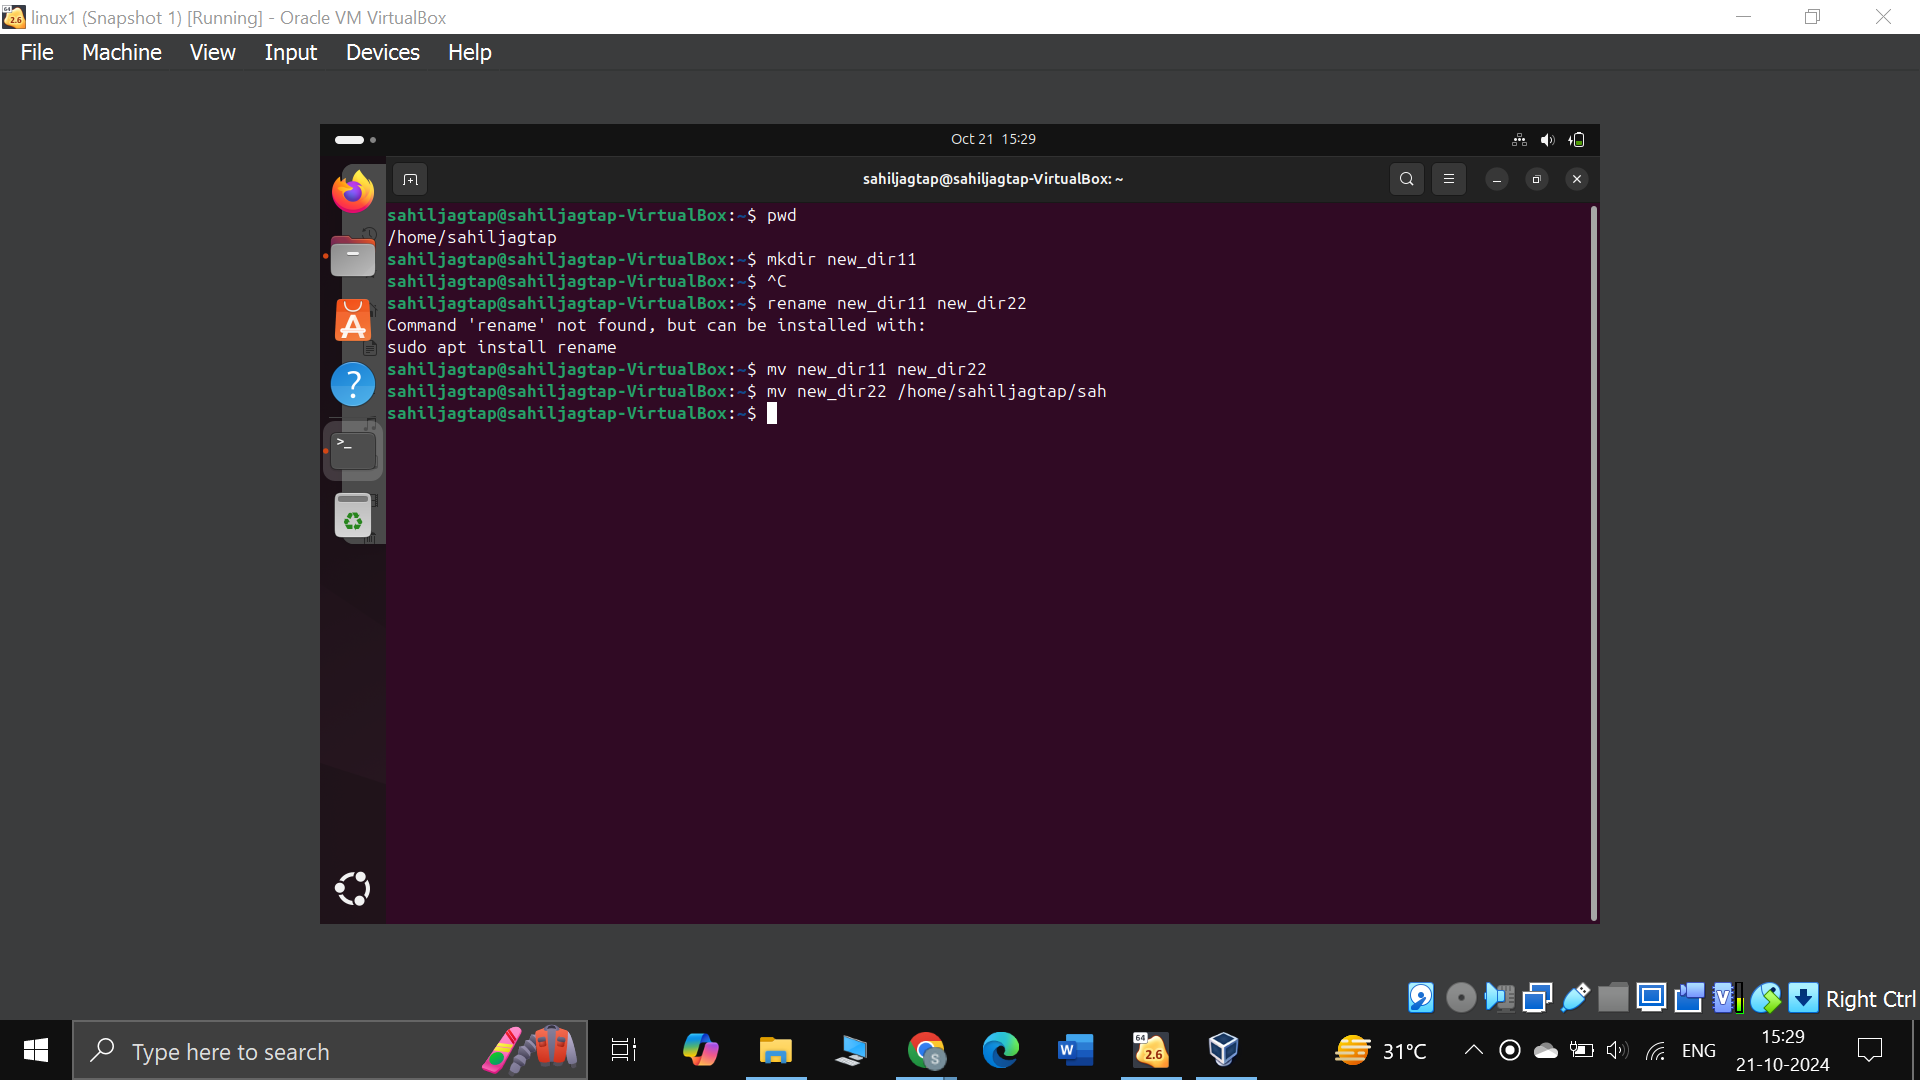 linux1 (Snapshot 1) [Running] - Oracle VM VirtualBox
File Machine View Input Devices Help
Oct 21 15:29
sahiljagtap@sahiljagtap-VirtualBox: ~
sahiljagtap@sahiljagtap-VirtualBox:~$ pwd
/home/sahiljagtap
sahiljagtap@sahiljagtap-VirtualBox:~$ mkdir new_dir11
sahiljagtap@sahiljagtap-VirtualBox:~$ ^C
sahiljagtap@sahiljagtap-VirtualBox:~$ rename new_dir11 new_dir22
Command 'rename' not found, but can be installed with:
sudo apt install rename
sahiljagtap@sahiljagtap-VirtualBox:~$ mv new_dir11 new_dir22
sahiljagtap@sahiljagtap-VirtualBox:~$ mv new_dir22 /home/sahiljagtap/sah
sahiljagtap@sahiljagtap-VirtualBox:~$
Right Ctrl
Type here to search
64
2.6
31°C
ENG
15:29
21-10-2024